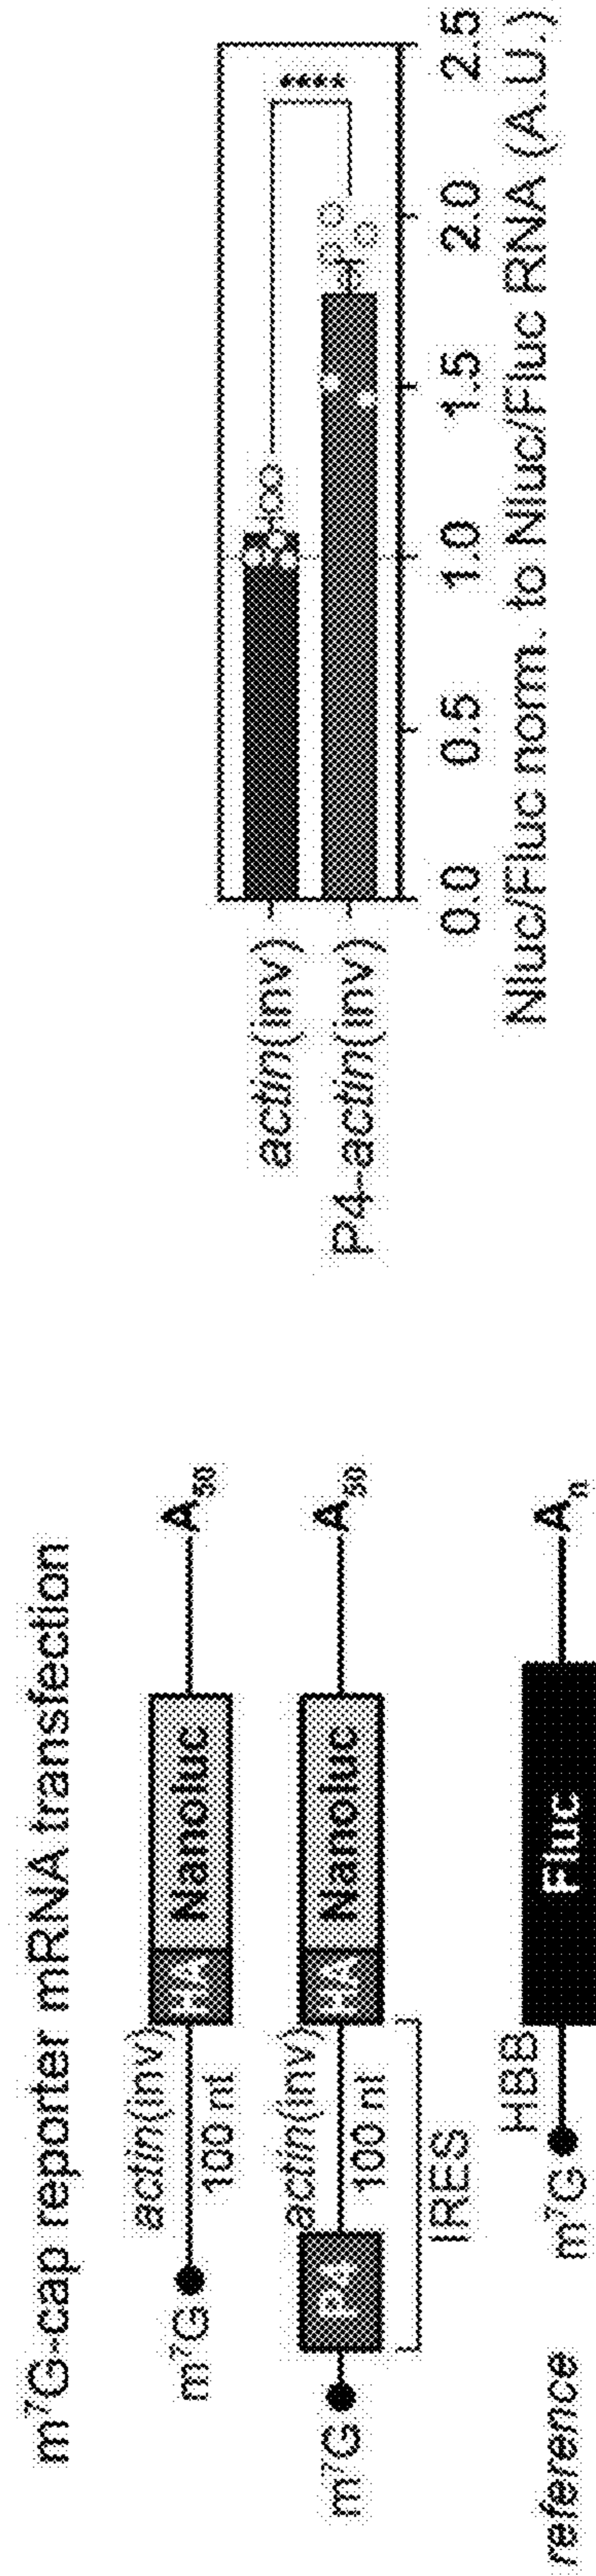 m⁷G-cap reporter mRNA transfection
actin(inv)
m⁷G
100 nt
HA
Nanoluc
A₅₀
actin(inv)
m⁷G
P4
100 nt
HA
Nanoluc
A₅₀
IRES
reference
HBB
m⁷G
Fluc
Aₙ
actin(inv)
P4-actin(inv)
****
0.0 0.5 1.0 1.5 2.0 2.5
Nluc/Fluc norm. to Nluc/Fluc RNA (A.U.)